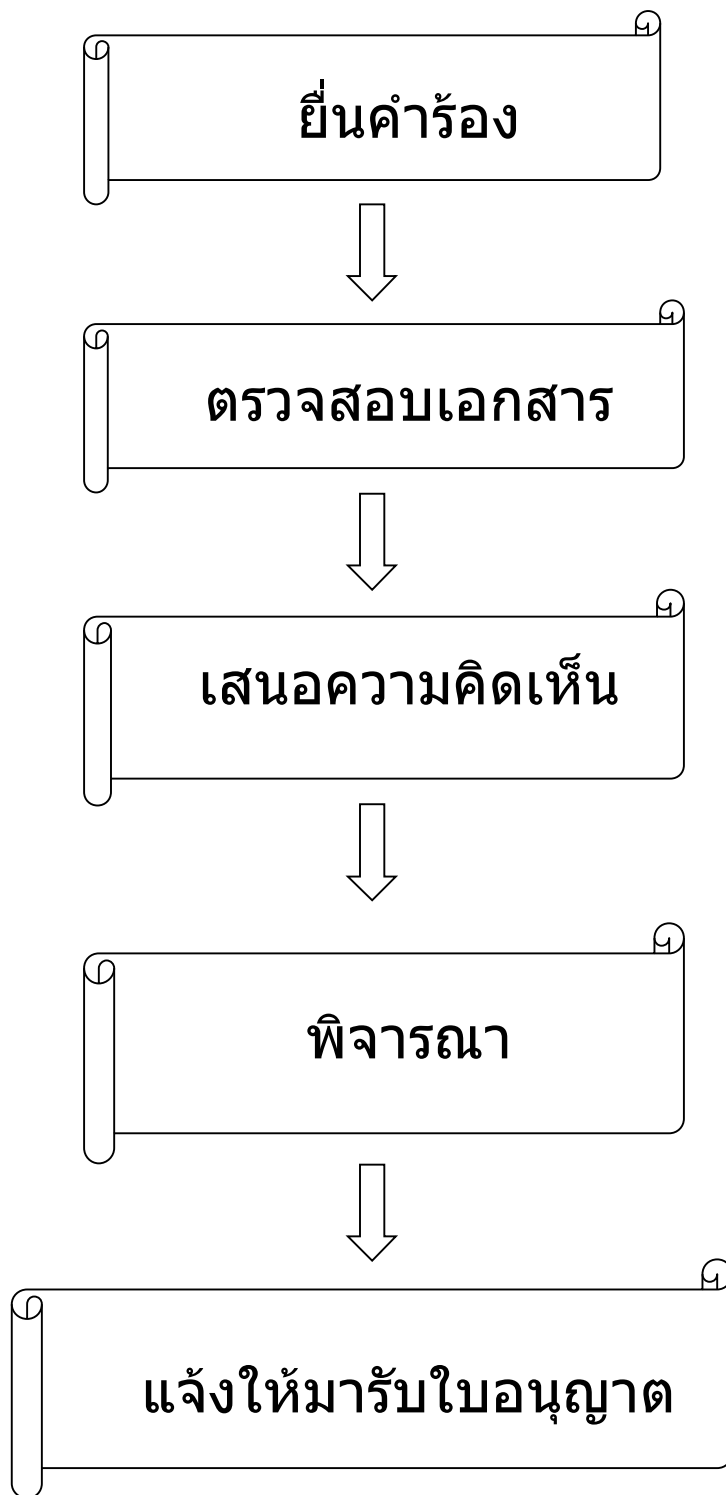 ยื่นคำร้อง
ตรวจสอบเอกสาร
เสนอความคิดเห็น
พิจารณา
แจ้งให้มารับใบอนุญาต